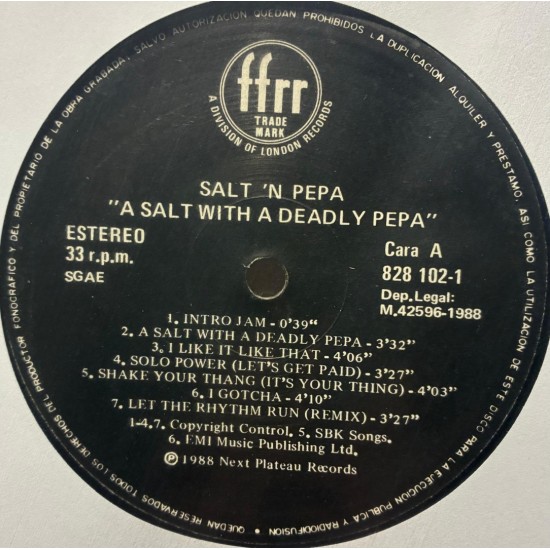 QUEDAN RESERVADOS TODOS LOS DERECHOS DEL PRODUCTOR FONOGRAFICO Y DEL PROPIETARIO DE LA OBRA GRABADA. SALVO AUTORIZACION QUEDAN PROHIBIDOS LA DUPLICACION, ALQUILER Y PRESTAMO, ASI COMO LA UTILIZACION DE ESTE DISCO PARA LA EJECUCION PUBLICA Y RADIODIFUSION •
ffrr
TRADE
MARK
A DIVISION OF LONDON RECORDS
SALT 'N PEPA
"A SALT WITH A DEADLY PEPA"
ESTEREO
33 r.p.m.
SGAE
Cara A
828 102-1
Dep. Legal:
M.42596-1988
1. INTRO JAM - 0'39"
2. A SALT WITH A DEADLY PEPA - 3'32"
3. I LIKE IT LIKE THAT - 4'06"
4. SOLO POWER (LET'S GET PAID) - 3'27"
5. SHAKE YOUR THANG (IT'S YOUR THING) - 4'03"
6. I GOTCHA - 4'10"
7. LET THE RHYTHM RUN (REMIX) - 3'27"
1-4.7. Copyright Control. 5. SBK Songs.
6. EMI Music Publishing Ltd.
Ⓟ 1988 Next Plateau Records